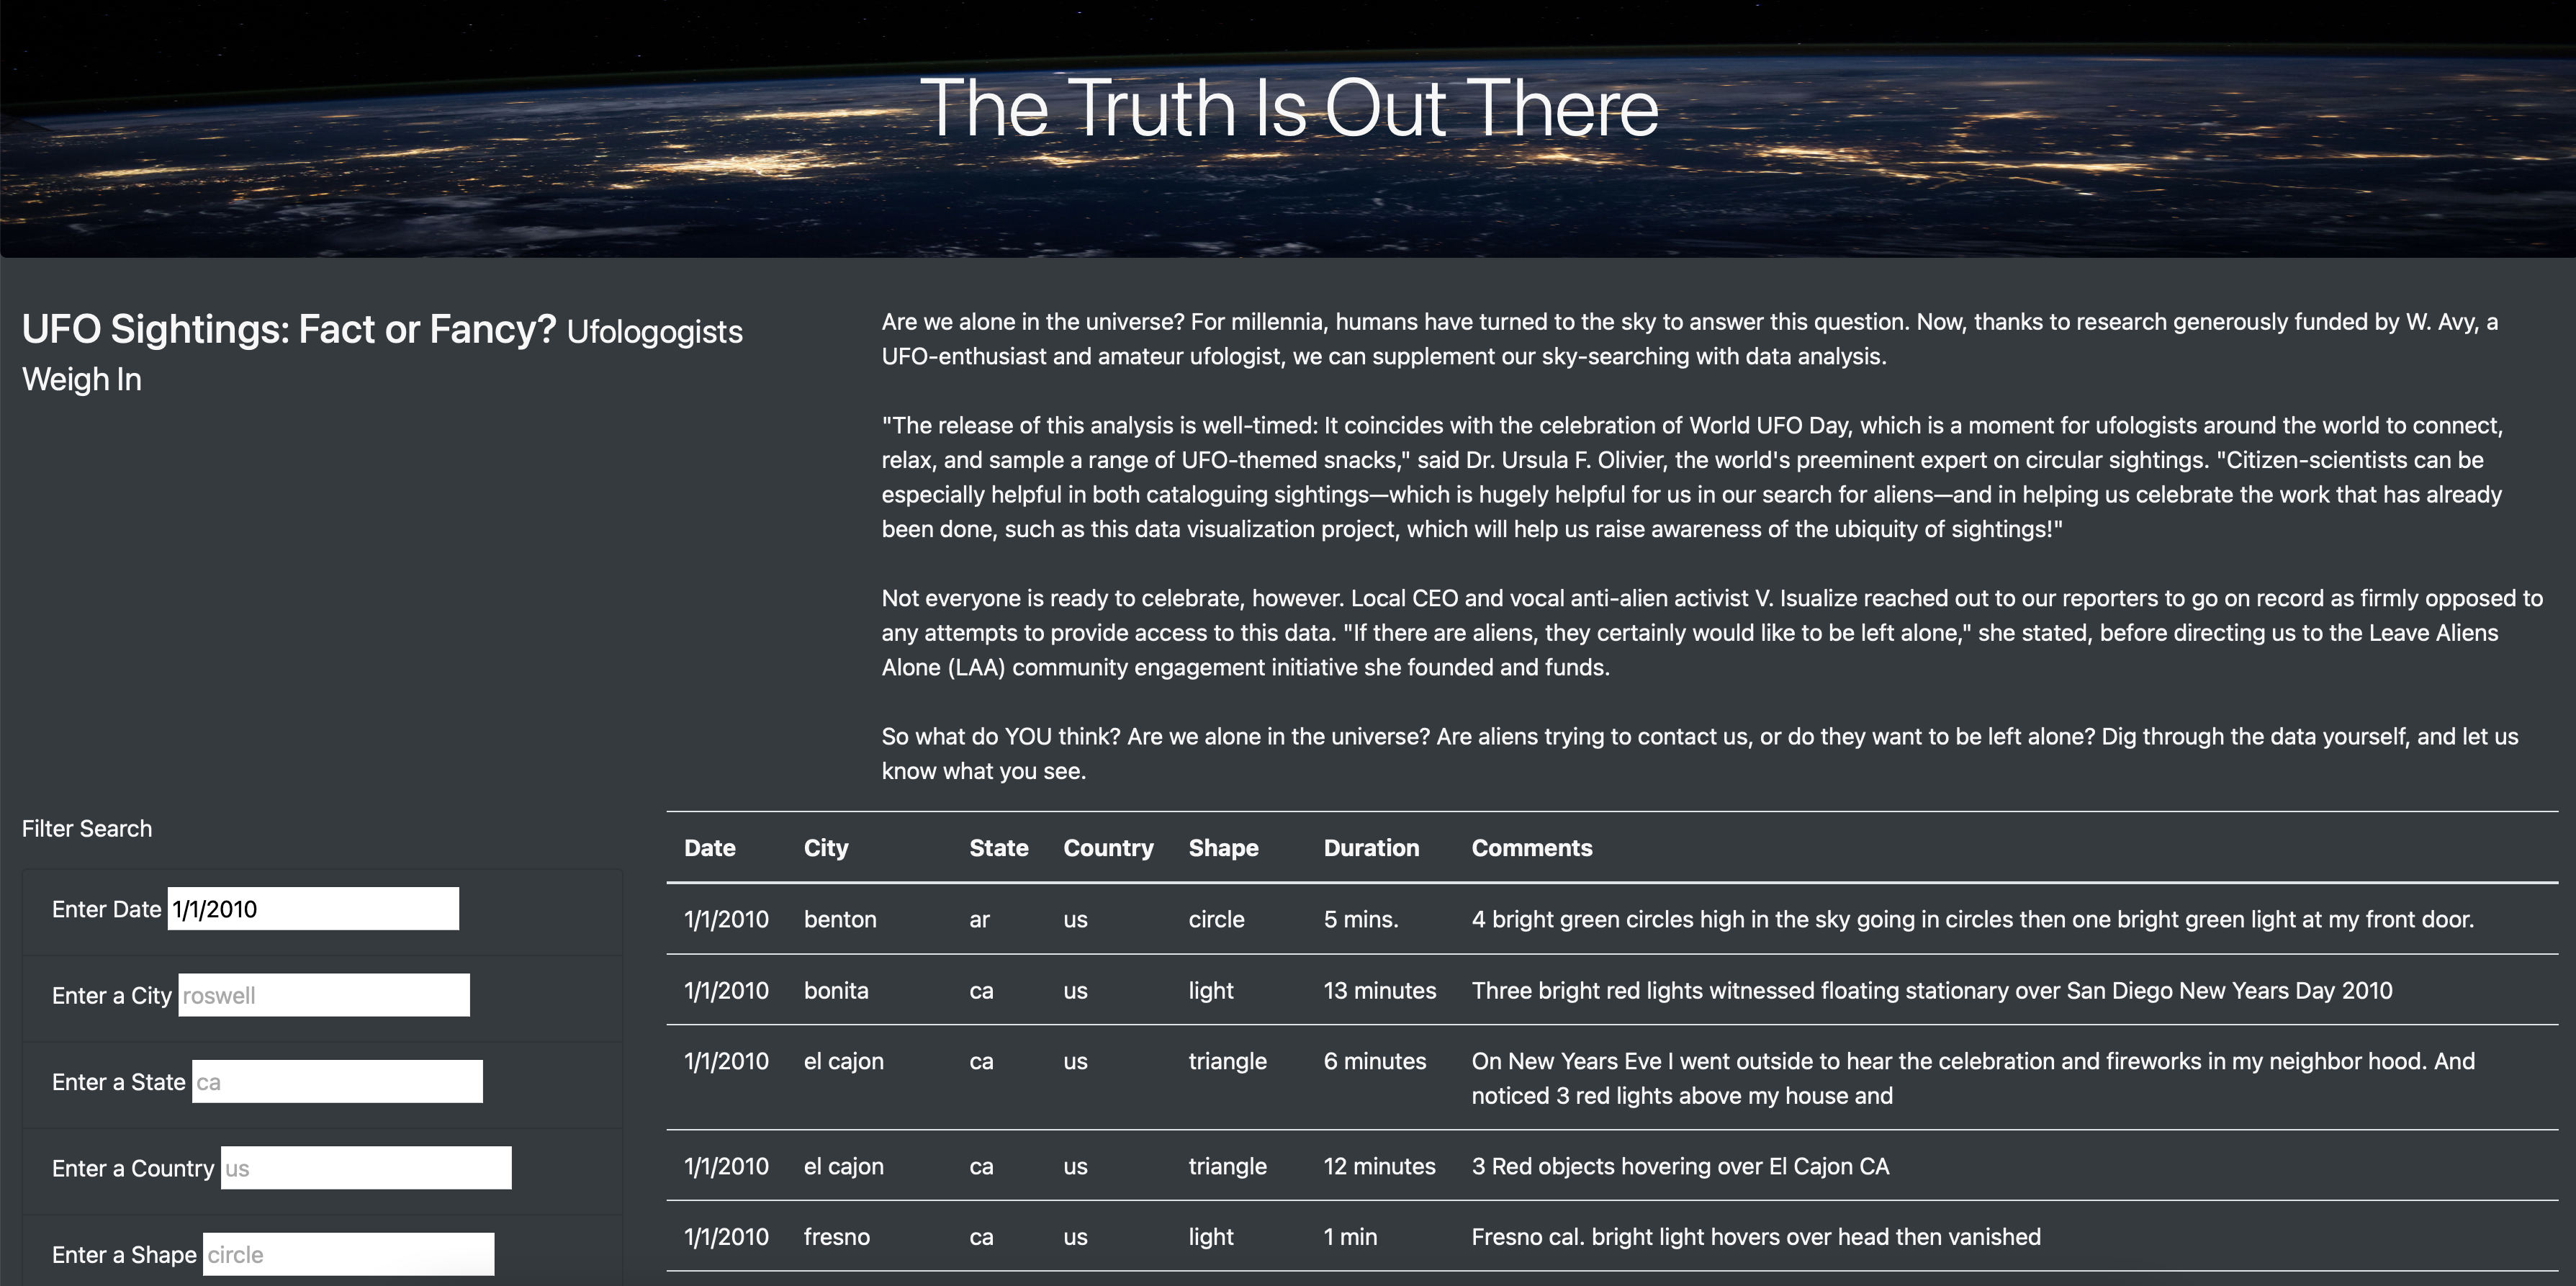 The Truth Is Out There
UFO Sightings: Fact or Fancy? Ufologogists
Weigh In
Are we alone in the universe? For millennia, humans have turned to the sky to answer this question. Now, thanks to research generously funded by W. Avy, a
UFO-enthusiast and amateur ufologist, we can supplement our sky-searching with data analysis.
"The release of this analysis is well-timed: It coincides with the celebration of World UFO Day, which is a moment for ufologists around the world to connect,
relax, and sample a range of UFO-themed snacks," said Dr. Ursula F. Olivier, the world's preeminent expert on circular sightings. "Citizen-scientists can be
especially helpful in both cataloguing sightings—which is hugely helpful for us in our search for aliens—and in helping us celebrate the work that has already
been done, such as this data visualization project, which will help us raise awareness of the ubiquity of sightings!"
Not everyone is ready to celebrate, however. Local CEO and vocal anti-alien activist V. Isualize reached out to our reporters to go on record as firmly opposed to
any attempts to provide access to this data. "If there are aliens, they certainly would like to be left alone," she stated, before directing us to the Leave Aliens
Alone (LAA) community engagement initiative she founded and funds.
So what do YOU think? Are we alone in the universe? Are aliens trying to contact us, or do they want to be left alone? Dig through the data yourself, and let us
know what you see.
Filter Search
Enter Date 1/1/2010
Enter a City roswell
Enter a State ca
Enter a Country us
Enter a Shape circle
Date City State Country Shape Duration Comments
1/1/2010 benton ar us circle 5 mins. 4 bright green circles high in the sky going in circles then one bright green light at my front door.
1/1/2010 bonita ca us light 13 minutes Three bright red lights witnessed floating stationary over San Diego New Years Day 2010
1/1/2010 el cajon ca us triangle 6 minutes On New Years Eve I went outside to hear the celebration and fireworks in my neighbor hood. And
noticed 3 red lights above my house and
1/1/2010 el cajon ca us triangle 12 minutes 3 Red objects hovering over El Cajon CA
1/1/2010 fresno ca us light 1 min Fresno cal. bright light hovers over head then vanished